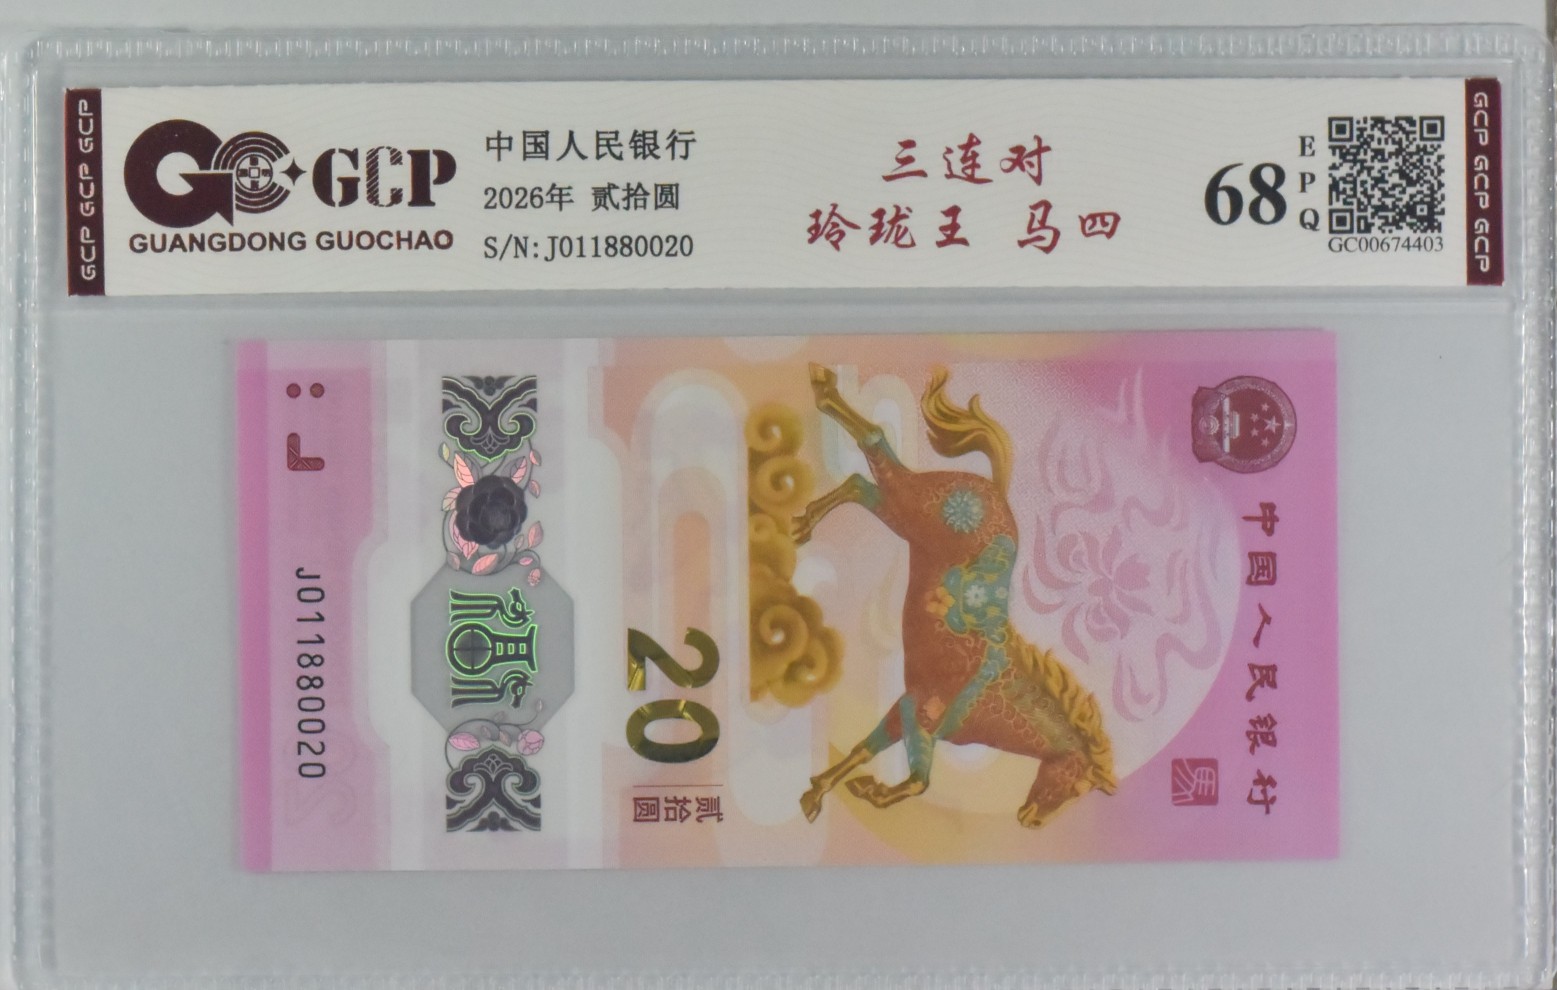 GCP GCP GCP
GCP
GUANGDONG GUOCHAO
中国人民银行
2026年 贰拾圆
S/N:J011880020
三连对
玲珑王 马四
68
EPQ
GC00674403
GCP GCP GCP
中国人民银行
20
贰拾圆
J011880020